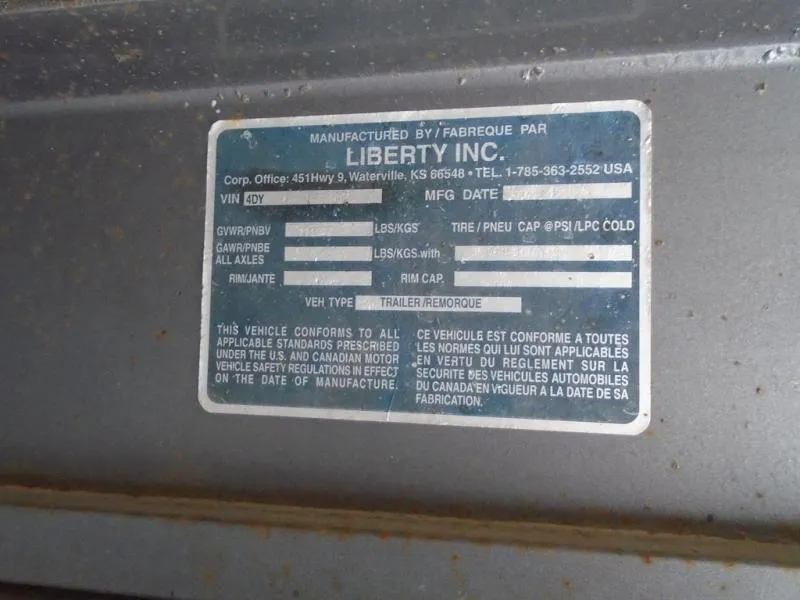 MANUFACTURED BY / FABREQUE PAR
LIBERTY INC.
Corp. Office: 451Hwy 9, Waterville, KS 66548 • TEL. 1-785-363-2552 USA
VIN 4DY MFG DATE
GVWR/PNBV LBS/KGS TIRE / PNEU CAP @ PSI /LPC COLD
GAWR/PNBE
ALL AXLES LBS/KGS with
RIM/JANTE RIM CAP.
VEH TYPE TRAILER/REMORQUE
THIS VEHICLE CONFORMS TO ALL
APPLICABLE STANDARDS PRESCRIBED
UNDER THE U.S. AND CANADIAN MOTOR
VEHICLE SAFETY REGULATIONS IN EFFECT
ON THE DATE OF MANUFACTURE.
CE VEHICULE EST CONFORME A TOUTES
LES NORMES QUI LUI SONT APPLICABLES
EN VERTU DU REGLEMENT SUR LA
SECURITE DES VEHICULES AUTOMOBILES
DU CANADA EN VIGUEUR A LA DATE DE SA
FABRICATION.